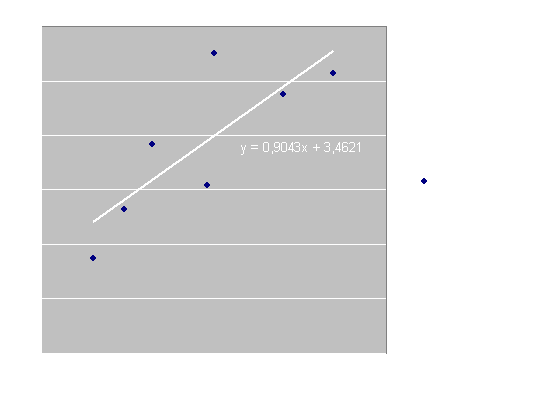 y = 0,9043x + 3,4621